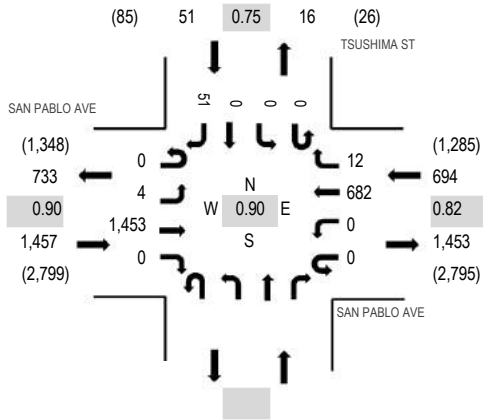 (85) 51 0.75 16 (26)
TSUSHIMA ST
51 0 0 0
SAN PABLO AVE
(1,348) (1,285)
0 12
733 694
4 682
N
0.90 W 0.90 E 0.82
1,453 0
1,457 1,453
S
0 0
(2,799) (2,795)
SAN PABLO AVE